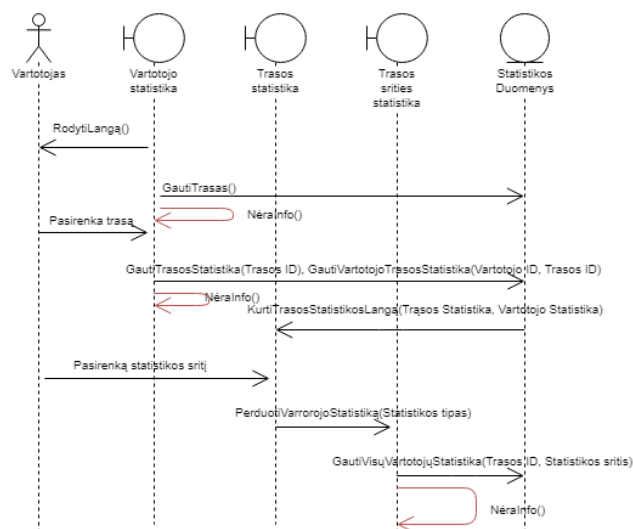 Vartotojas
Vartotojo
statistika
Trasos
statistika
Trasos
srities
statistika
Statistikos
Duomenys
RodytiLangą()
GautiTrasas()
NėraInfo()
Pasirenka trasą
GautiTrasosStatistika(Trasos ID), GautiVartotojoTrasosStatistika(Vartotojo ID, Trasos ID)
NėraInfo()
KurtiTrasosStatistikosLangą(Trąsos Statistika, Vartotojo Statistika)
Pasirenką statistikos sritį
PerduotiVarrorojoStatistiką(Statistikos tipas)
GautiVisųVartotojųStatistika(Trasos ID, Statistikos sritis)
NėraInfo()